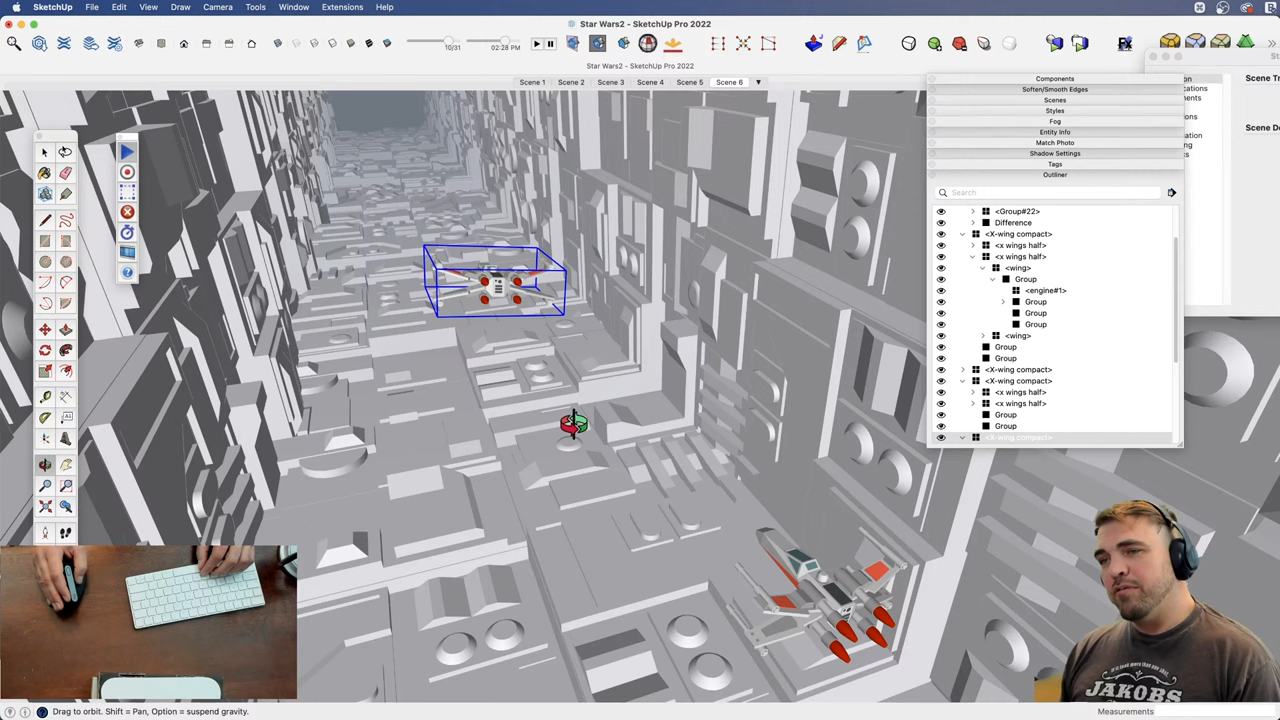 SketchUp File Edit View Draw Camera Tools Window Extensions Help
Star Wars2 - SketchUp Pro 2022
10/31
02:28 PM
Star Wars2 - SketchUp Pro 2022
Scene 1 Scene 2 Scene 3 Scene 4 Scene 5 Scene 6
Components
Scene Tr
Soften/Smooth Edges
Scenes
Styles
Fog
Scene D
Entity Info
Match Photo
Shadow Settings
Tags
Outliner
Search
<Group#22>
Difference
<X-wing compact>
<x wings half>
<x wings half>
<wing>
Group
<engine#1>
Group
Group
Group
<wing>
Group
Group
<X-wing compact>
<X-wing compact>
<x wings half>
<x wings half>
Group
Group
<X-wing compact>
JAKOBS
Drag to orbit. Shift = Pan, Option = suspend gravity.
Measurements